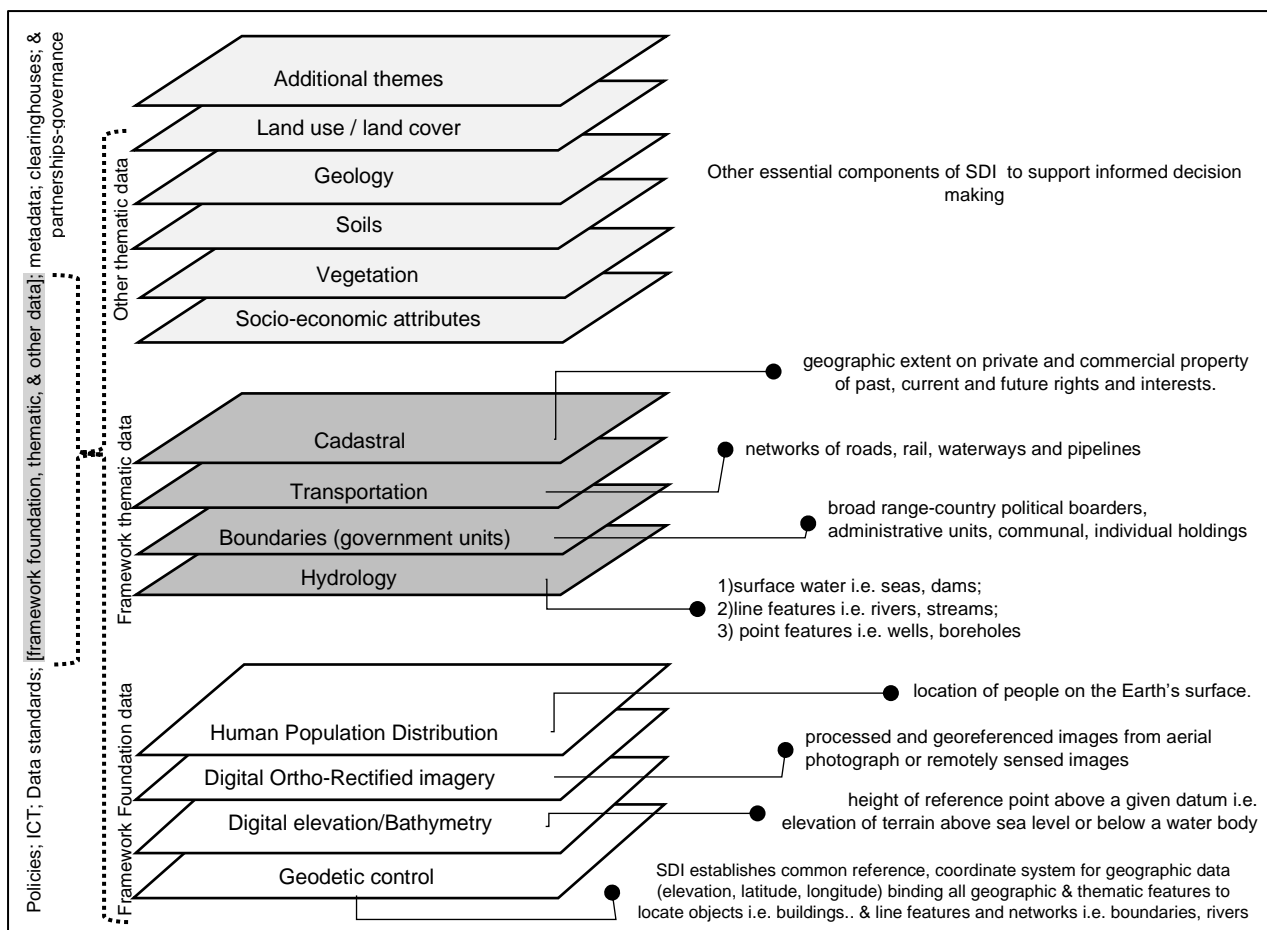 Policies; ICT; Data standards; [framework foundation, thematic, & other data]; metadata; clearinghouses; &
partnerships-governance
Other thematic data
Additional themes
Land use / land cover
Geology
Soils
Vegetation
Socio-economic attributes
Other essential components of SDI to support informed decision
making
Framework thematic data
Cadastral
Transportation
Boundaries (government units)
Hydrology
geographic extent on private and commercial property
of past, current and future rights and interests.
networks of roads, rail, waterways and pipelines
broad range-country political boarders,
administrative units, communal, individual holdings
1)surface water i.e. seas, dams;
2)line features i.e. rivers, streams;
3) point features i.e. wells, boreholes
Framework Foundation data
Human Population Distribution
Digital Ortho-Rectified imagery
Digital elevation/Bathymetry
Geodetic control
location of people on the Earth's surface.
processed and georeferenced images from aerial
photograph or remotely sensed images
height of reference point above a given datum i.e.
elevation of terrain above sea level or below a water body
SDI establishes common reference, coordinate system for geographic data
(elevation, latitude, longitude) binding all geographic & thematic features to
locate objects i.e. buildings.. & line features and networks i.e. boundaries, rivers